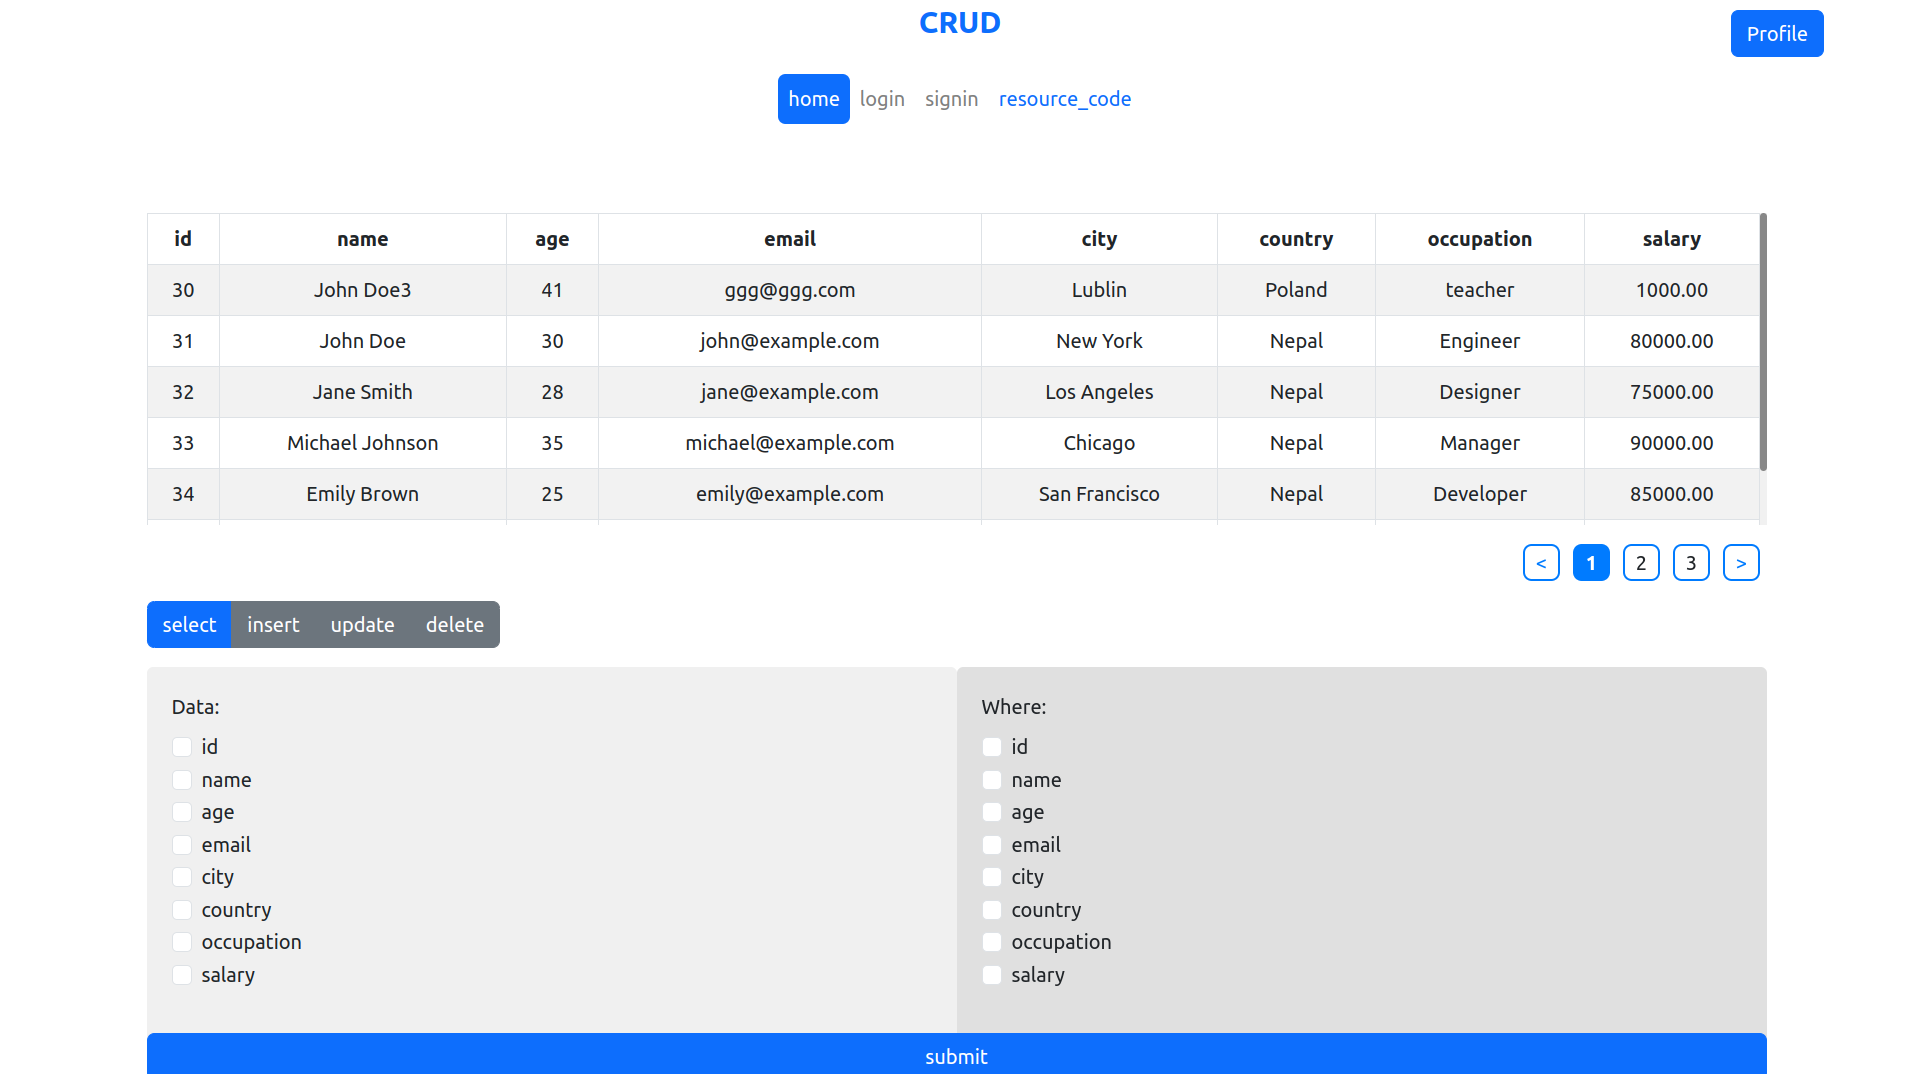 CRUD
Profile
home login signin resource_code
id name age email city country occupation salary
30 John Doe3 41 ggg@ggg.com Lublin Poland teacher 1000.00
31 John Doe 30 john@example.com New York Nepal Engineer 80000.00
32 Jane Smith 28 jane@example.com Los Angeles Nepal Designer 75000.00
33 Michael Johnson 35 michael@example.com Chicago Nepal Manager 90000.00
34 Emily Brown 25 emily@example.com San Francisco Nepal Developer 85000.00
< 1 2 3 >
select insert update delete
Data:
id
name
age
email
city
country
occupation
salary
Where:
id
name
age
email
city
country
occupation
salary
submit